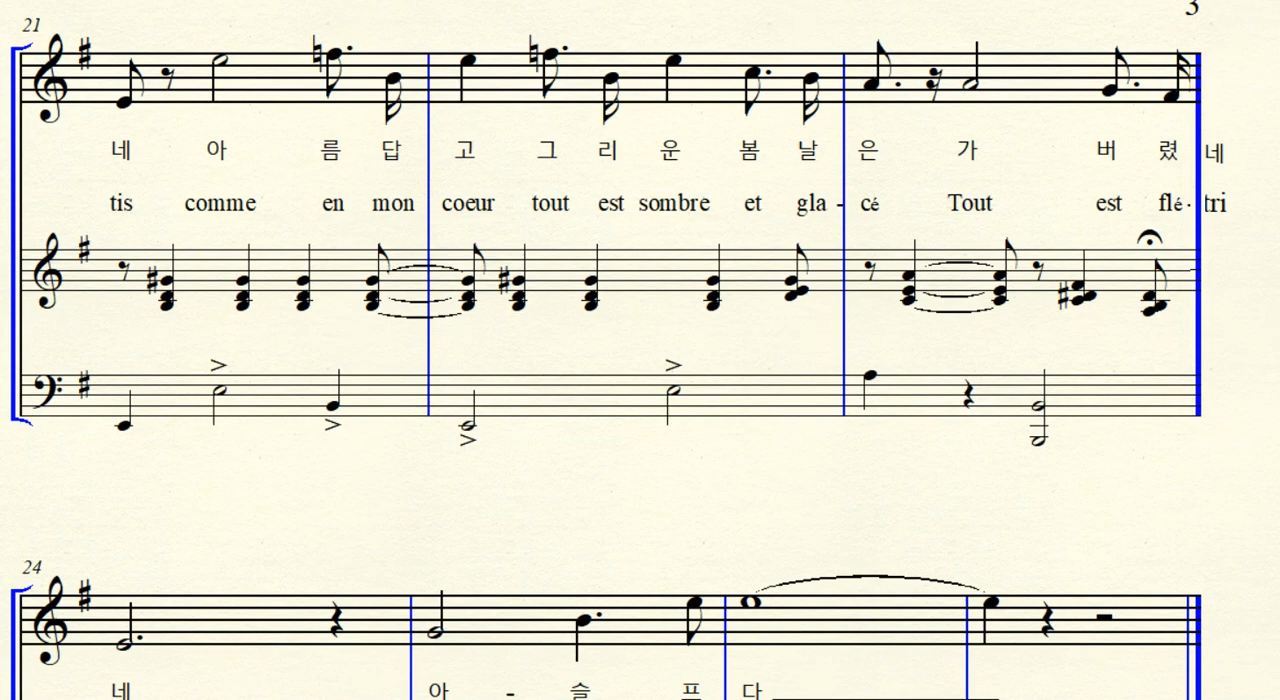 3
21
네 아 름 답 고 그 리 운 봄 날 은 가 버 렸 네
tis comme en mon coeur tout est sombre et gla - cé Tout est flé - tri
24
네 아 - 슬 프 다